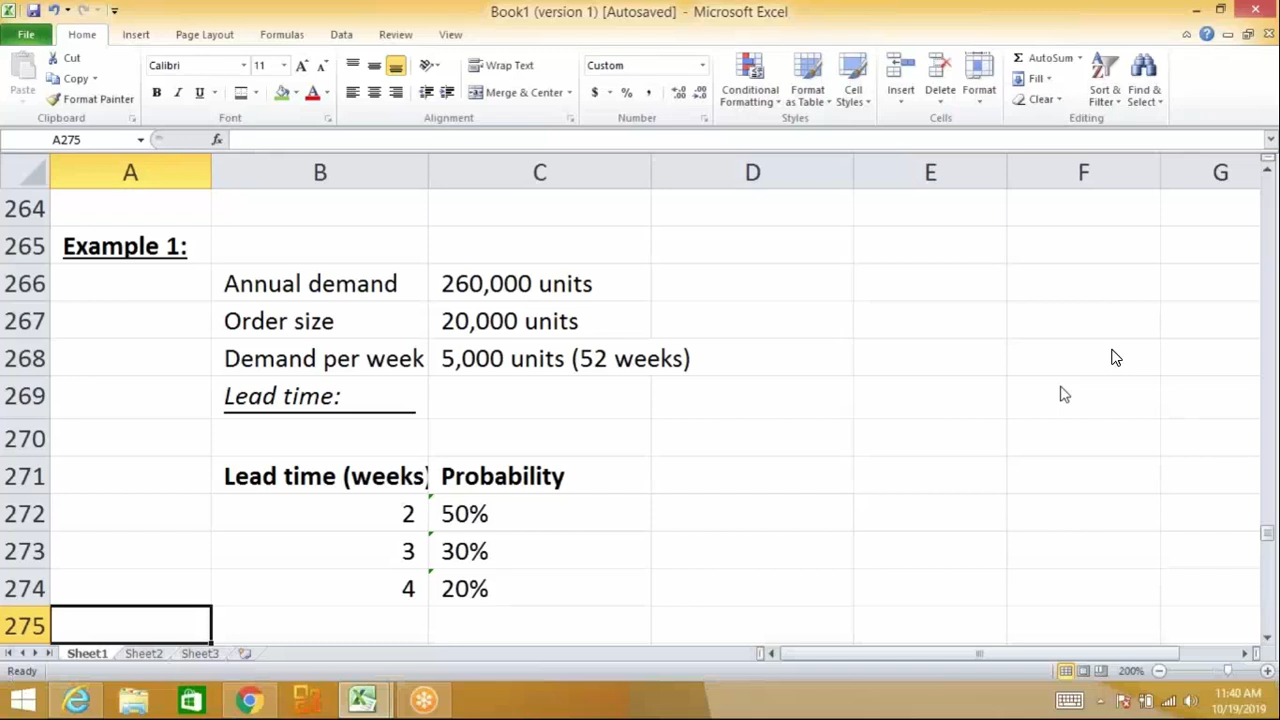 Book1 (version 1) [Autosaved] - Microsoft Excel
File Home Insert Page Layout Formulas Data Review View
Cut
Copy
Format Painter
Paste
Clipboard
Calibri 11
B I U
Font
Wrap Text
Merge & Center
Alignment
Custom
$ % ,
Number
Conditional Formatting
Format as Table
Cell Styles
Styles
Insert Delete Format
Cells
AutoSum
Fill
Clear
Sort & Filter
Find & Select
Editing
A275 fx
A B C D E F G
264
265 Example 1:
266 Annual demand 260,000 units
267 Order size 20,000 units
268 Demand per week 5,000 units (52 weeks)
269 Lead time:
270
271 Lead time (weeks) Probability
272 2 50%
273 3 30%
274 4 20%
275
Sheet1 Sheet2 Sheet3
Ready 200%
11:40 AM
10/19/2019